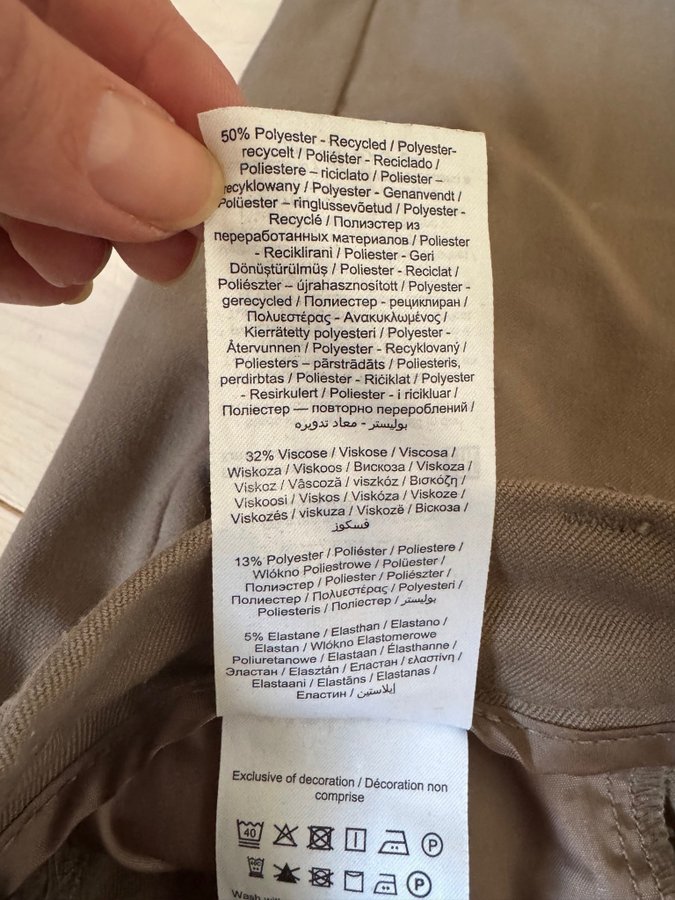 50% Polyester - Recycled / Polyester-
recycelt / Poliéster - Reciclado /
Poliestere – riciclato / Poliester –
recyklowany / Polyester - Genanvendt /
Polüester – ringlussevõetud / Polyester -
Recyclé / Полиэстер из
переработанных материалов / Poliester
- Reciklirani / Poliester - Geri
Dönüştürülmüş / Poliester - Reciclat /
Poliészter – újrahasznosított / Polyester -
gerecycled / Полиестер - рециклиран /
Πολυεστέρας - Ανακυκλωμένος /
Kierrätetty polyesteri / Polyester -
Återvunnen / Polyester - Recyklovaný /
Poliesters – pārstrādāts / Poliesteris,
perdirbtas / Poliester - Riċiklat / Polyester
- Resirkulert / Poliester - i ricikluar /
Поліестер — повторно перероблений /
بوليستر - معاد تدويره
32% Viscose / Viskose / Viscosa /
Wiskoza / Viskoos / Вискоза / Viskoza /
Viskoz / Vâscoză / viszkóz / Βισκόζη /
Viskoosi / Viskos / Viskóza / Viskoze /
Viskozės / viskuza / Viskozë / Віскоза /
فسكوز
13% Polyester / Poliéster / Poliestere /
Włókno Poliestrowe / Polüester /
Полиэстер / Poliester / Poliészter /
Полиестер / Πολυεστέρας / Polyesteri /
Poliesteris / Поліестер / بوليستر
5% Elastane / Elasthan / Elastano /
Elastan / Włókno Elastomerowe
Poliuretanowe / Elastaan / Élasthanne /
Эластан / Elasztán / Еластан / ελαστίνη /
Elastaani / Elastāns / Elastanas /
Еластин / إيلاستين
Exclusive of decoration / Décoration non
comprise
40
P
P
Wash